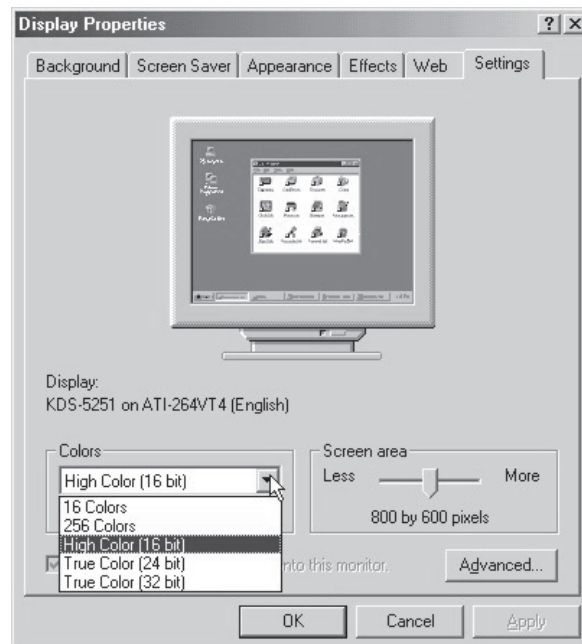 Display Properties
? ×
Background Screen Saver Appearance Effects Web Settings
Display:
KDS-5251 on ATI-264VT4 (English)
Colors
High Color (16 bit)
16 Colors
256 Colors
High Color (16 bit)
True Color (24 bit)
True Color (32 bit)
Screen area
Less More
800 by 600 pixels
nto this monitor.
Advanced...
OK Cancel Apply